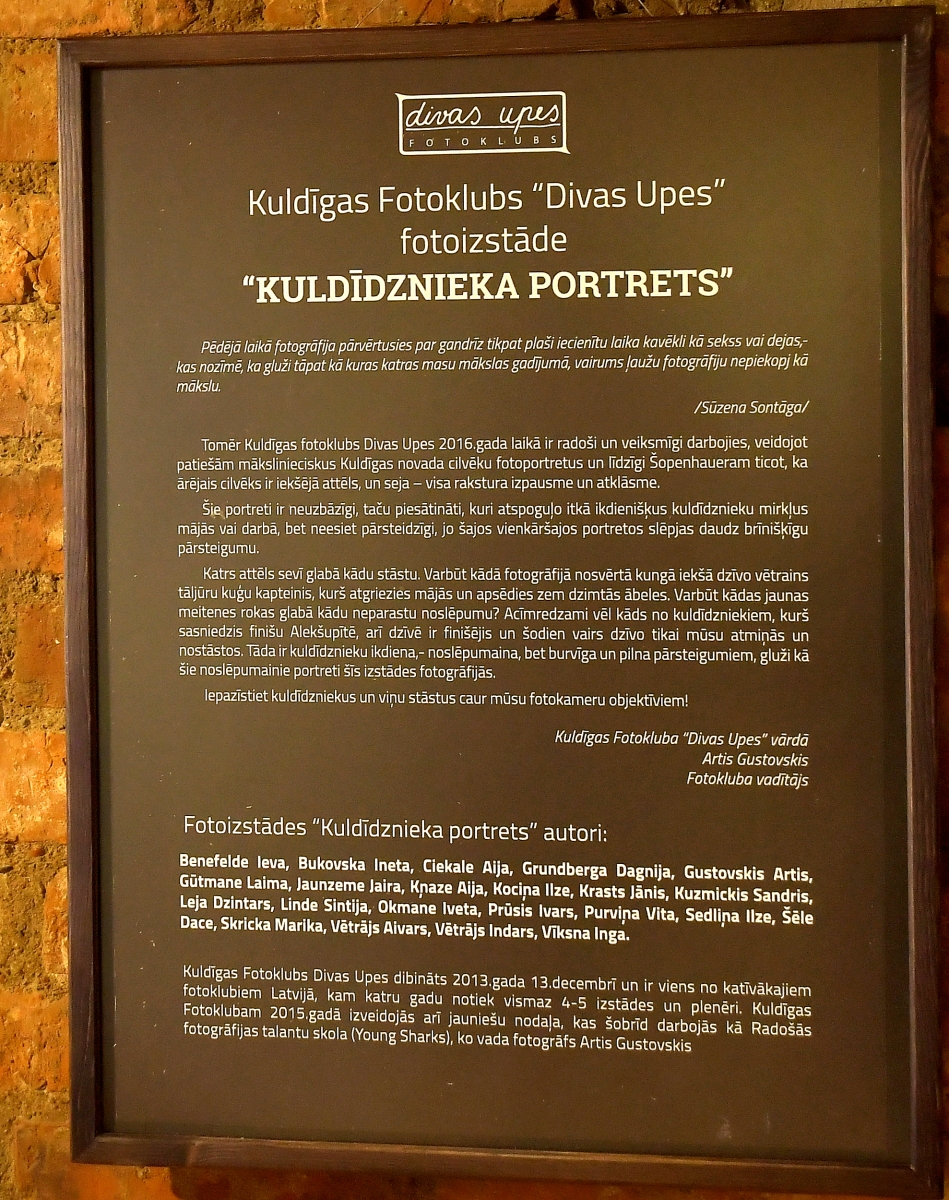 divas upes
FOTOKLUBS
Kuldīgas Fotoklubs “Divas Upes”
fotoizstāde
“KULDĪDZNIEKA PORTRETS”
Pēdējā laikā fotogrāfija pārvērtusies par gandrīz tikpat plaši iecienītu laika kavēkli kā sekss vai dejas,-
kas nozīmē, ka gluži tāpat kā kuras katras masu mākslas gadījumā, vairums ļaužu fotogrāfiju nepiekopj kā
mākslu.
/Sūzena Sontāga/
Tomēr Kuldīgas fotoklubs Divas Upes 2016.gada laikā ir radoši un veiksmīgi darbojies, veidojot
patiešām mākslinieciskus Kuldīgas novada cilvēku fotoportretus un līdzīgi Šopenhaueram ticot, ka
ārējais cilvēks ir iekšējā attēls, un seja – visa rakstura izpausme un atklāsme.
Šie portreti ir neuzbāzīgi, taču piesātināti, kuri atspoguļo itkā ikdienišķus kuldīdznieku mirkļus
mājās vai darbā, bet neesiet pārsteidzīgi, jo šajos vienkāršajos portretos slēpjas daudz brīnišķīgu
pārsteigumu.
Katrs attēls sevī glabā kādu stāstu. Varbūt kādā fotogrāfijā nosvērtā kungā iekšā dzīvo vētrains
tāljūru kuģu kapteinis, kurš atgriezies mājās un apsēdies zem dzimtās ābeles. Varbūt kādas jaunas
meitenes rokas glabā kādu neparastu noslēpumu? Acīmredzami vēl kāds no kuldīdzniekiem, kurš
sasniedzis finišu Alekšupītē, arī dzīvē ir finišējis un šodien vairs dzīvo tikai mūsu atmiņās un
nostāstos. Tāda ir kuldīdznieku ikdiena,- noslēpumaina, bet burvīga un pilna pārsteigumiem, gluži kā
šie noslēpumainie portreti šīs izstādes fotogrāfijās.
Iepazīstiet kuldīdzniekus un viņu stāstus caur mūsu fotokameru objektīviem!
Kuldīgas Fotokluba “Divas Upes” vārdā
Artis Gustovskis
Fotokluba vadītājs
Fotoizstādes “Kuldīdznieka portrets” autori:
Benefelde Ieva, Bukovska Ineta, Ciekale Aija, Grundberga Dagnija, Gustovskis Artis,
Gūtmane Laima, Jaunzeme Jaira, Kņaze Aija, Kociņa Ilze, Krasts Jānis, Kuzmickis Sandris,
Leja Dzintars, Linde Sintija, Okmane Iveta, Prūsis Ivars, Purviņa Vita, Sedliņa Ilze, Šēle
Dace, Skricka Marika, Vētrājs Aivars, Vētrājs Indars, Vīksna Inga.
Kuldīgas Fotoklubs Divas Upes dibināts 2013.gada 13.decembrī un ir viens no katīvākajiem
fotoklubiem Latvijā, kam katru gadu notiek vismaz 4-5 izstādes un plenēri. Kuldīgas
Fotoklubam 2015.gadā izveidojās arī jauniešu nodaļa, kas šobrīd darbojās kā Radošās
fotogrāfijas talantu skola (Young Sharks), ko vada fotogrāfs Artis Gustovskis